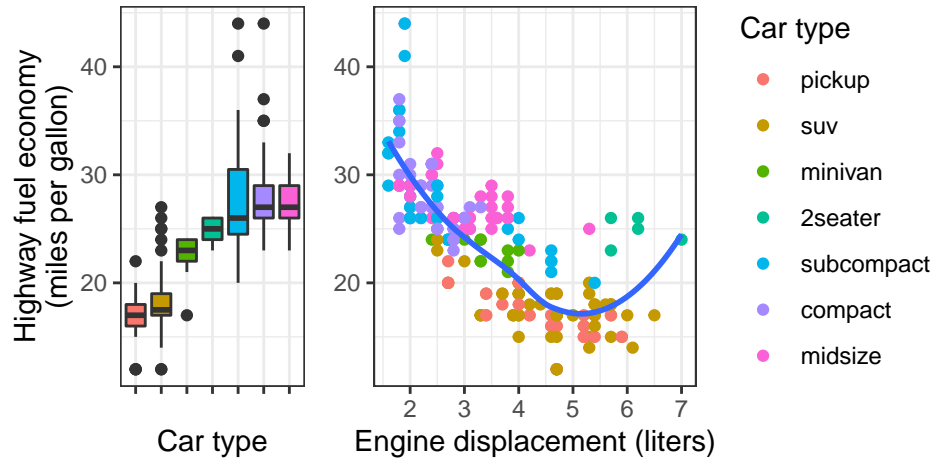 Highway fuel economy
(miles per gallon)
40
30
20
Car type
40
30
20
2 3 4 5 6 7
Engine displacement (liters)
Car type
pickup
suv
minivan
2seater
subcompact
compact
midsize